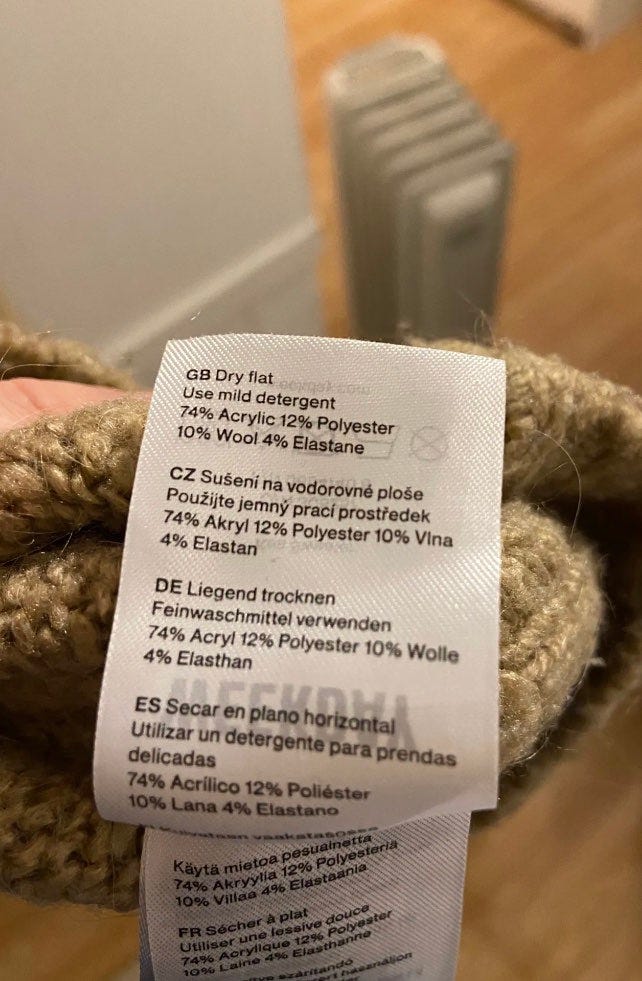 GB Dry flat
Use mild detergent
74% Acrylic 12% Polyester
10% Wool 4% Elastane
CZ Sušení na vodorovné ploše
Použijte jemný prací prostředek
74% Akryl 12% Polyester 10% Vlna
4% Elastan
DE Liegend trocknen
Feinwaschmittel verwenden
74% Acryl 12% Polyester 10% Wolle
4% Elasthan
ES Secar en plano horizontal
Utilizar un detergente para prendas
delicadas
74% Acrílico 12% Poliéster
10% Lana 4% Elastano
vaakatasossa
Käytä mietoa pesuainetta
74% Akryyliä 12% Polyesteriä
10% Villaa 4% Elastaania
FR Sécher à plat
Utiliser une lessive douce
74% Acrylique 12% Polyester
10% Laine 4% Elasthanne
szárítandó
használjon